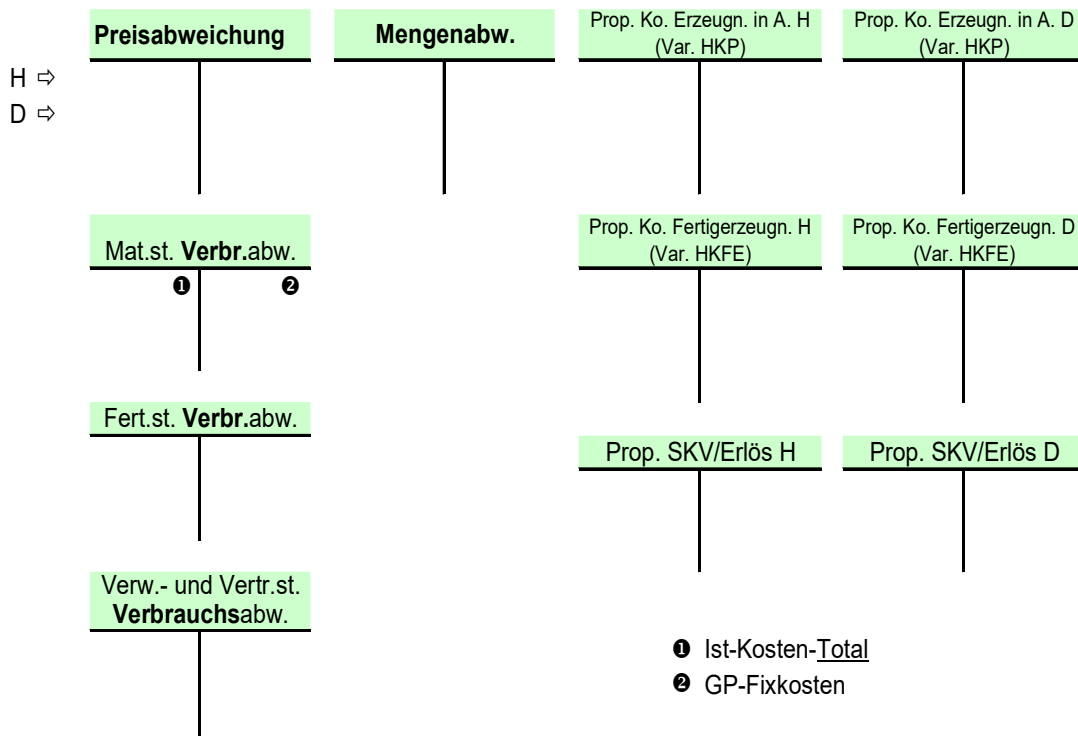 Preisabweichung
Mengenabw.
Prop. Ko. Erzeugn. in A. H
(Var. HKP)
Prop. Ko. Erzeugn. in A. D
(Var. HKP)
H ⇨
D ⇨
Mat.st. Verbr.abw.
❶ ❷
Prop. Ko. Fertigerzeugn. H
(Var. HKFE)
Prop. Ko. Fertigerzeugn. D
(Var. HKFE)
Fert.st. Verbr.abw.
Prop. SKV/Erlös H
Prop. SKV/Erlös D
Verw.- und Vertr.st.
Verbrauchsabw.
❶ Ist-Kosten-Total
❷ GP-Fixkosten